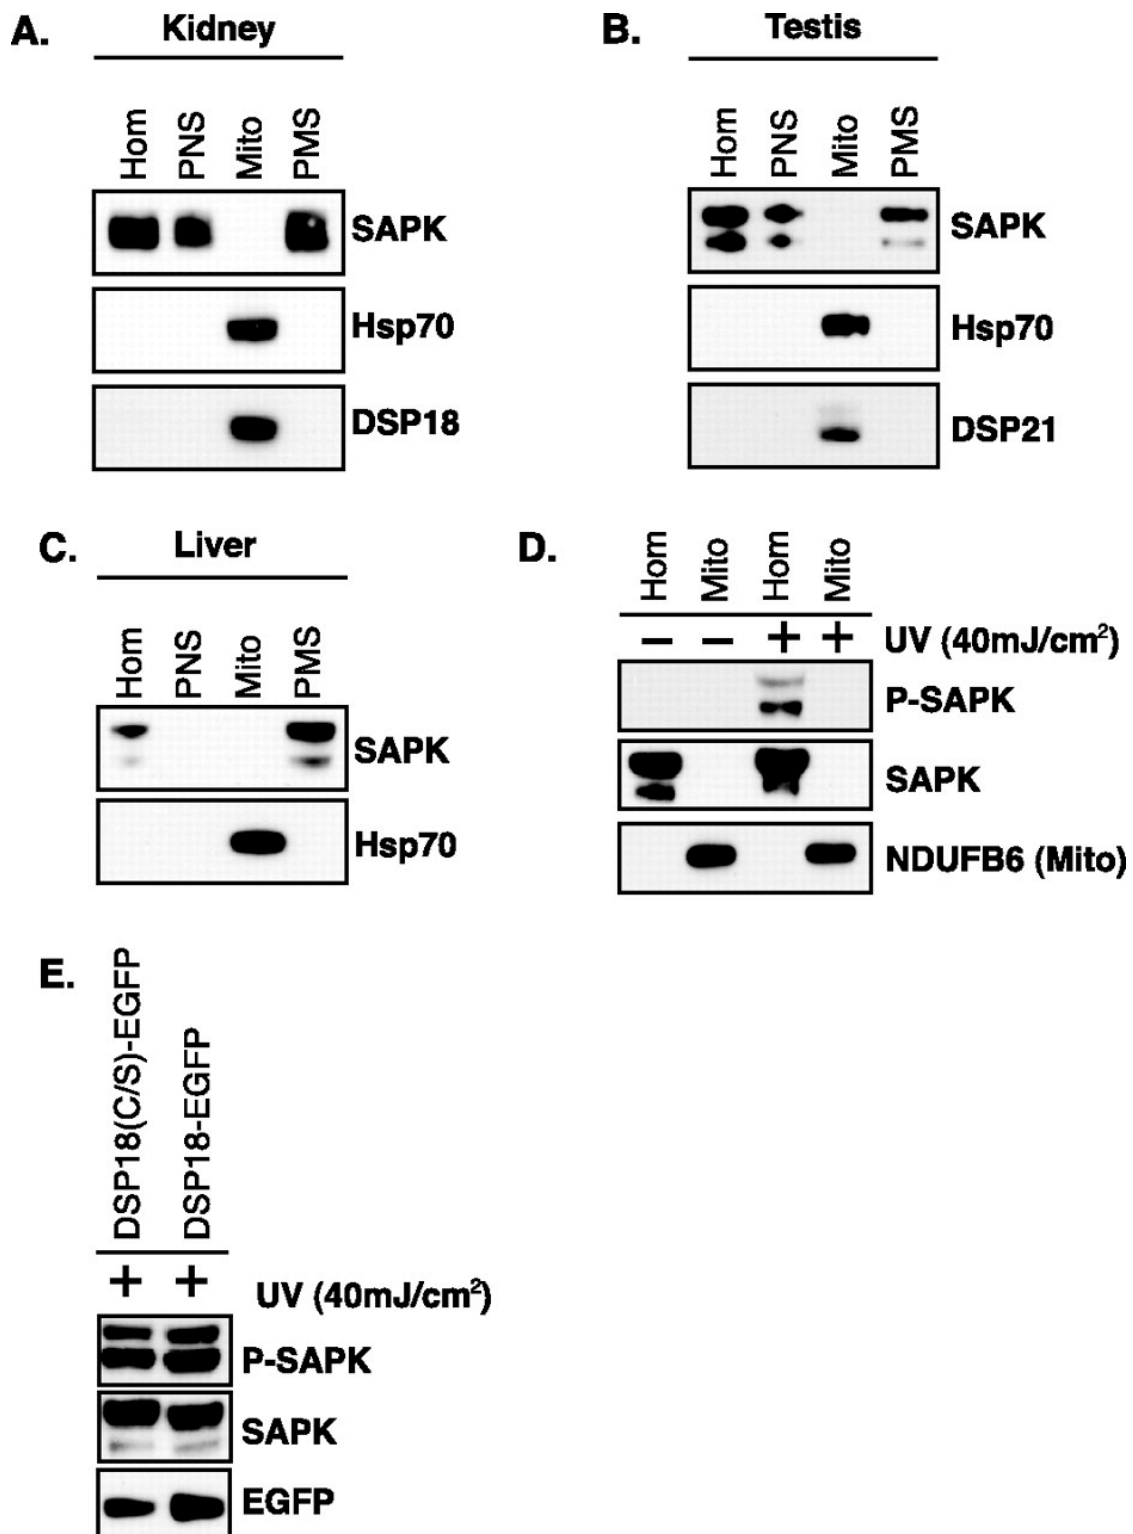 A.
Kidney
Hom PNS Mito PMS
SAPK
Hsp70
DSP18
B.
Testis
Hom PNS Mito PMS
SAPK
Hsp70
DSP21
C.
Liver
Hom PNS Mito PMS
SAPK
Hsp70
D.
Hom Mito Hom Mito
− − + + UV (40mJ/cm²)
P-SAPK
SAPK
NDUFB6 (Mito)
E.
DSP18(C/S)-EGFP
DSP18-EGFP
+ + UV (40mJ/cm²)
P-SAPK
SAPK
EGFP